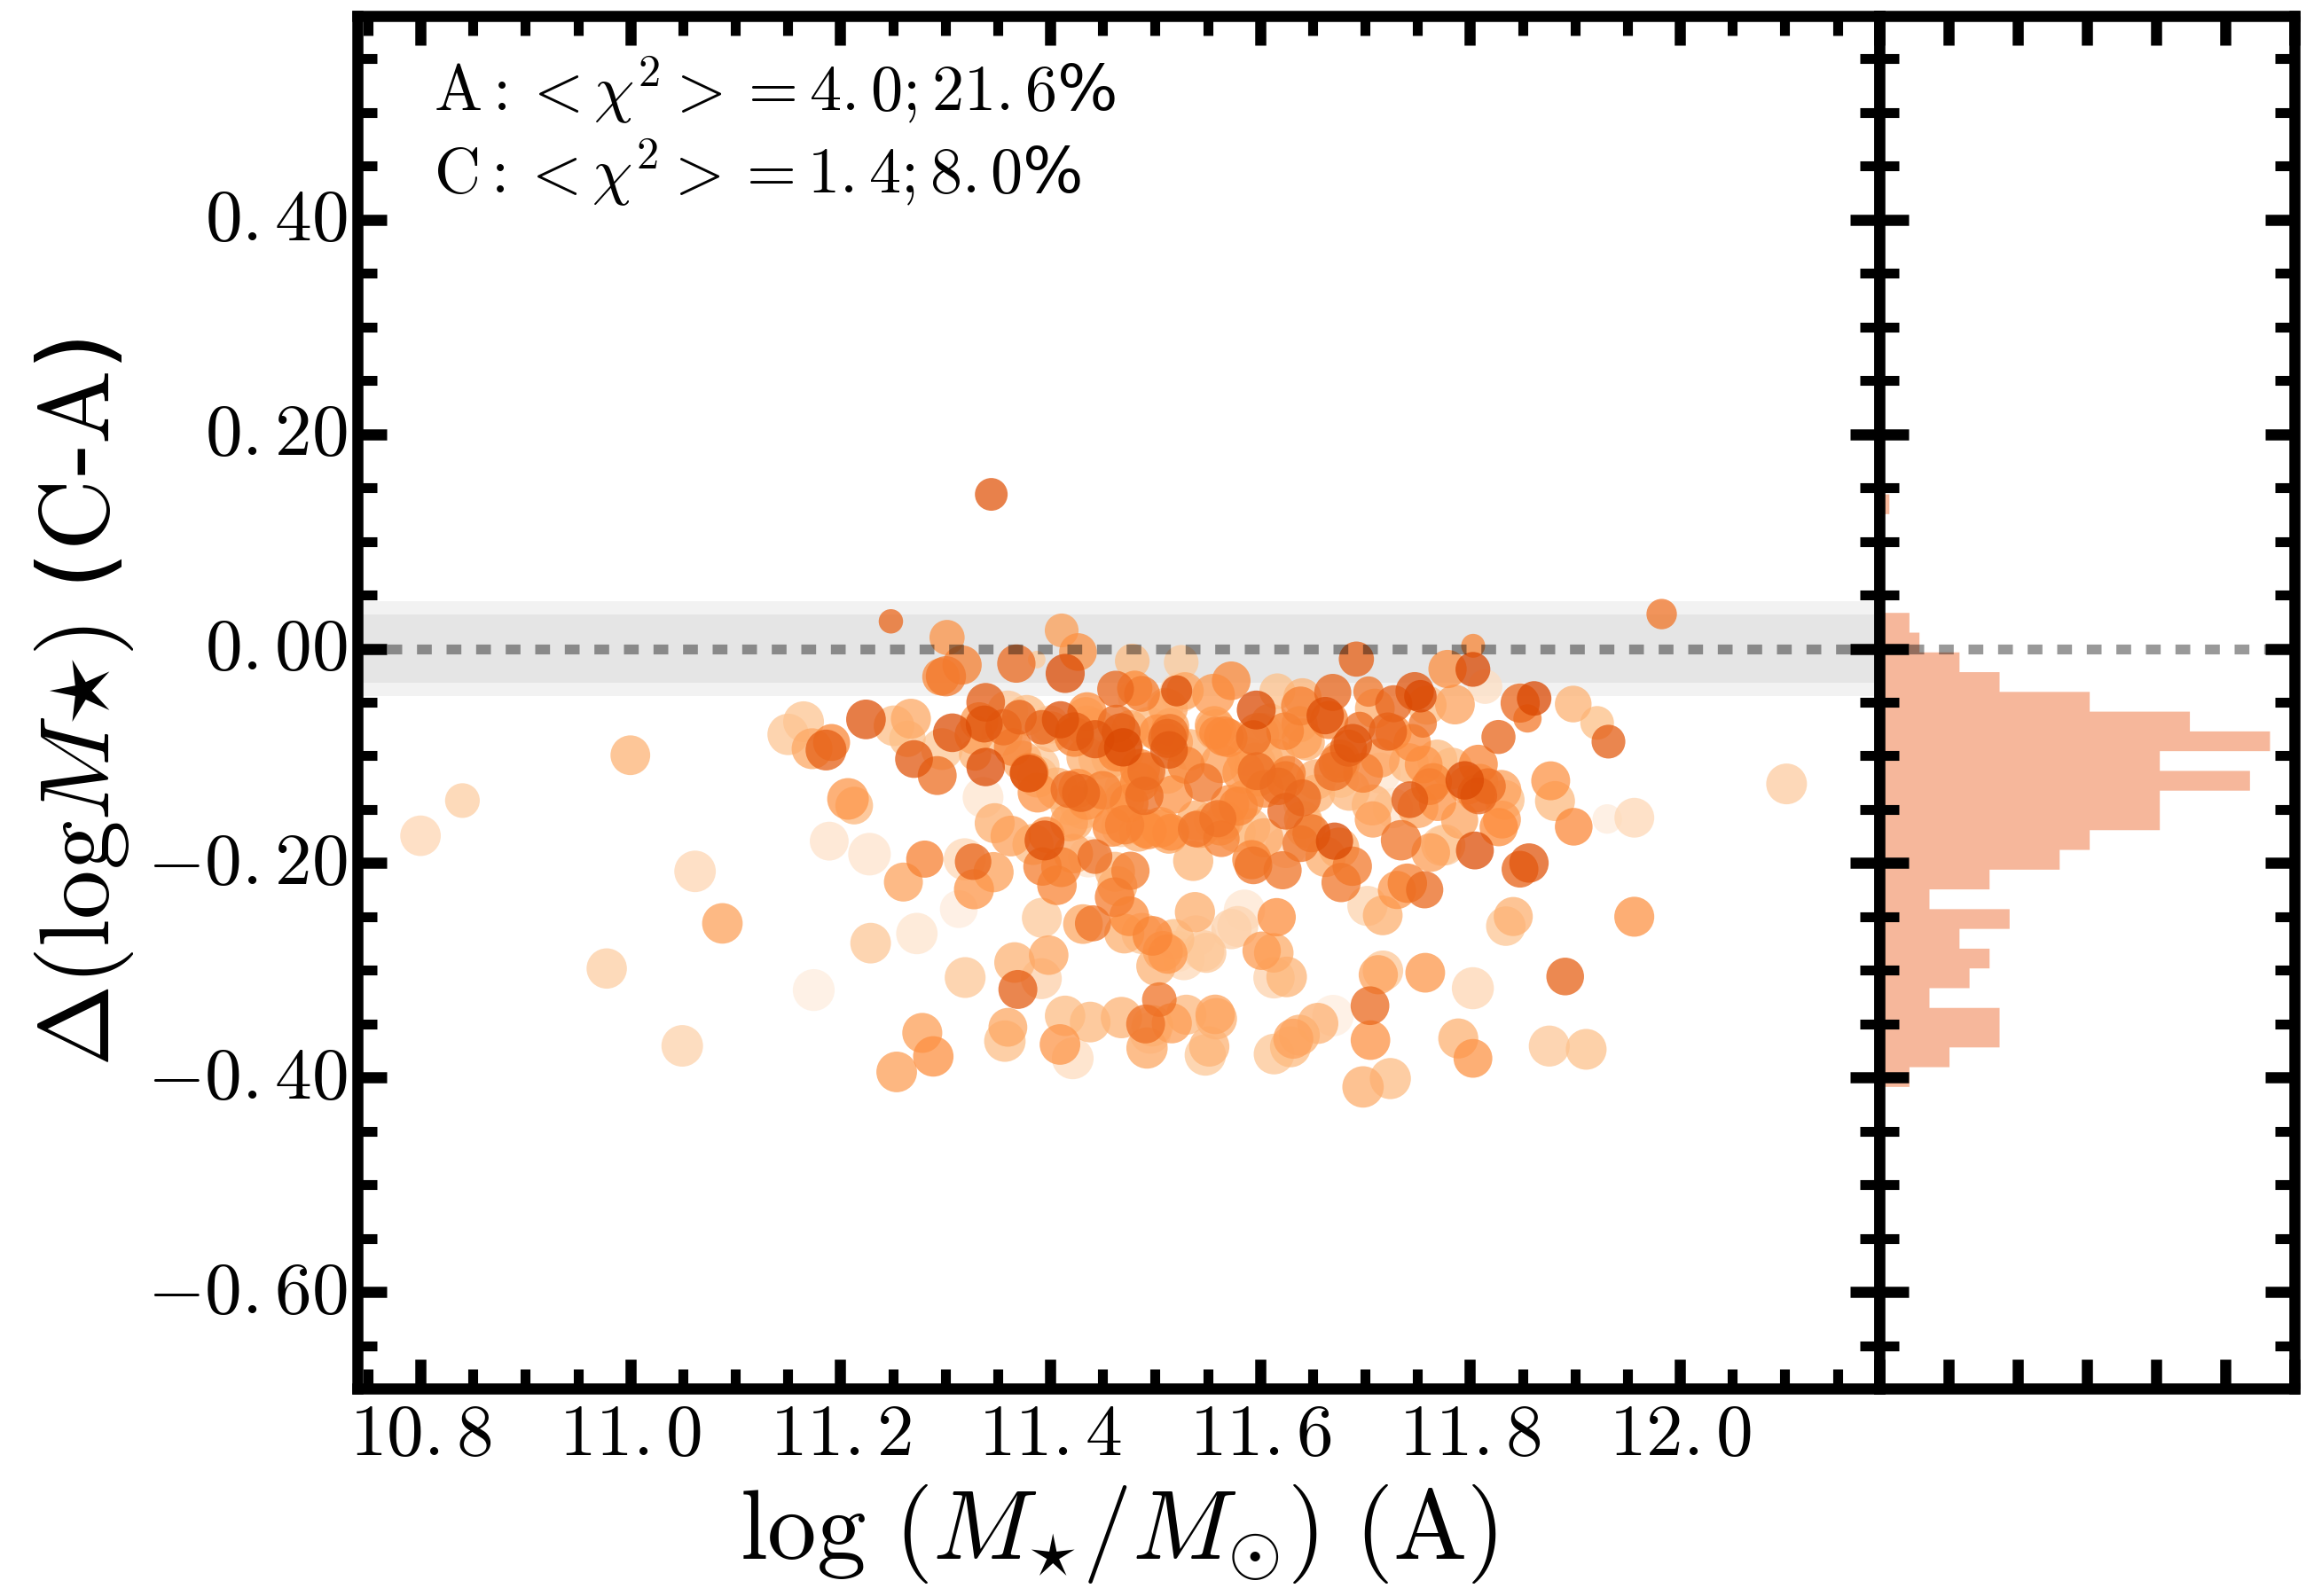 A: <χ²> = 4.0; 21.6%
C: <χ²> = 1.4; 8.0%
0.40
0.20
0.00
−0.20
−0.40
−0.60
Δ(logM★) (C-A)
10.8 11.0 11.2 11.4 11.6 11.8 12.0
log (M★/M⊙) (A)